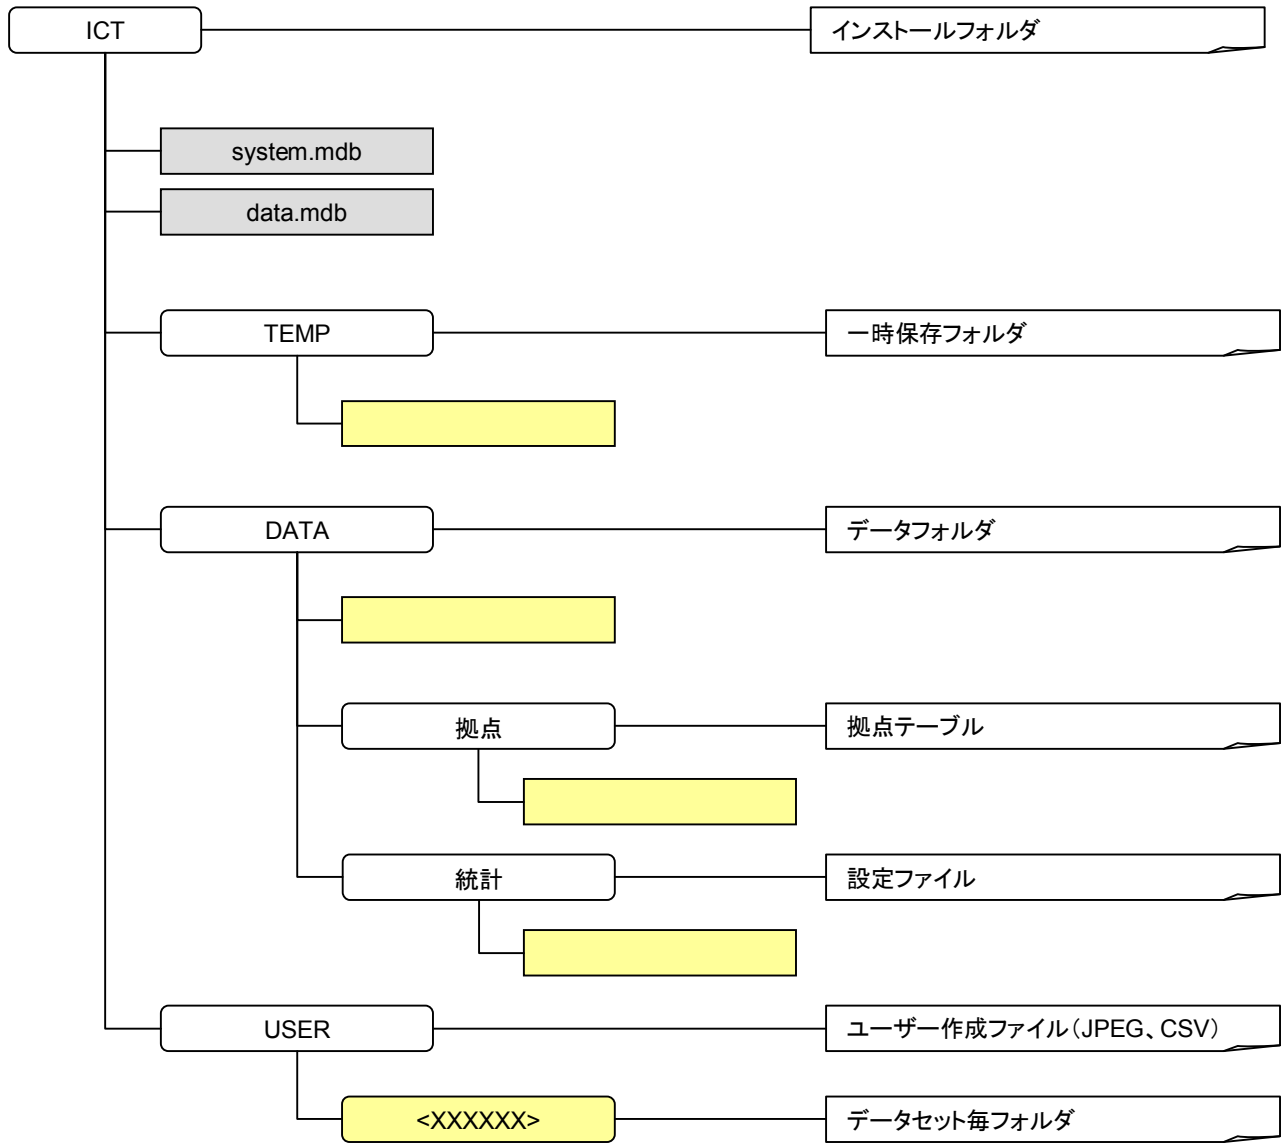 ICT
インストールフォルダ
system.mdb
data.mdb
TEMP
一時保存フォルダ
DATA
データフォルダ
拠点
拠点テーブル
統計
設定ファイル
USER
ユーザー作成ファイル（JPEG、CSV）
<XXXXXX>
データセット毎フォルダ